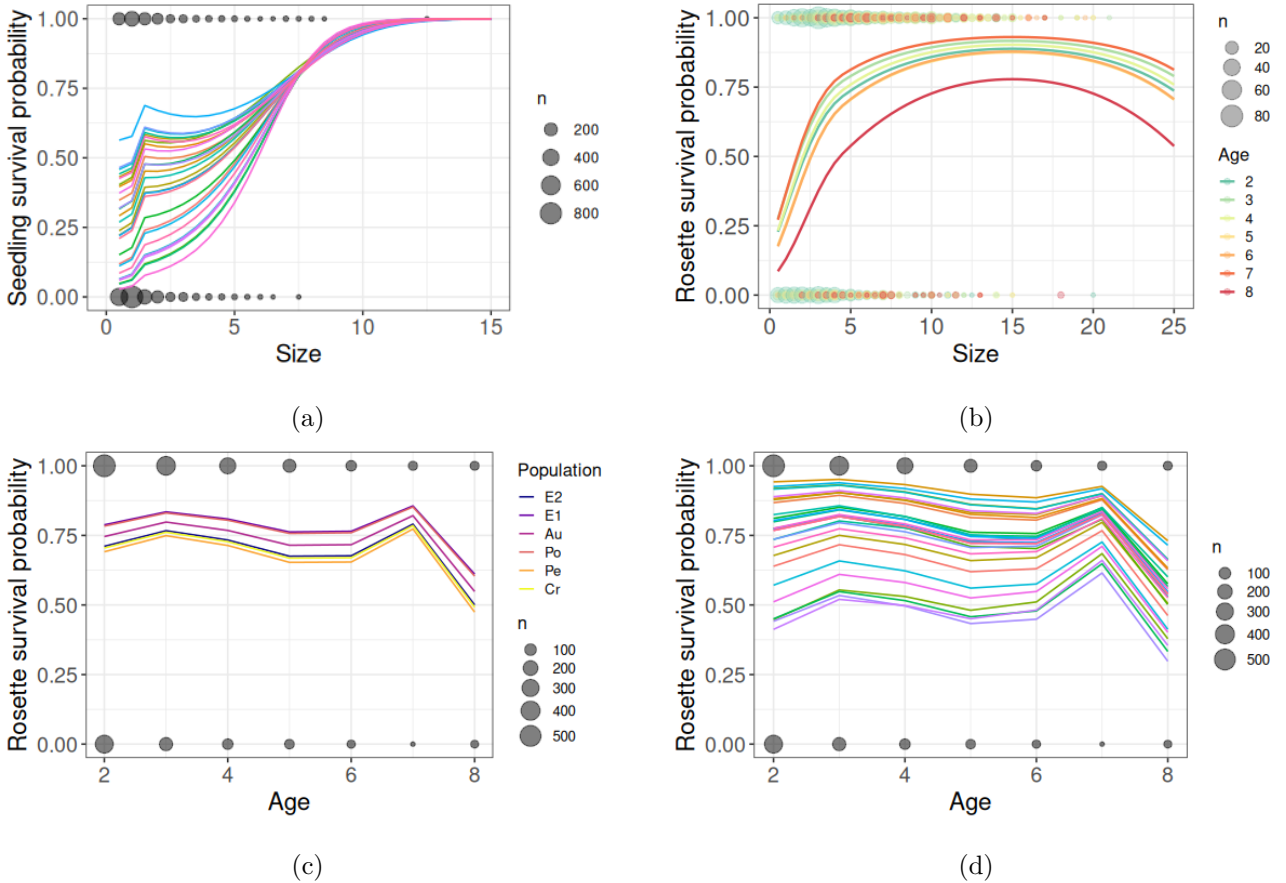 Seedling survival probability
1.00
0.75
0.50
0.25
0.00
0
5
10
15
Size
n
200
400
600
800
(a)
Rosette survival probability
1.00
0.75
0.50
0.25
0.00
0
5
10
15
20
25
Size
n
20
40
60
80
Age
2
3
4
5
6
7
8
(b)
Rosette survival probability
1.00
0.75
0.50
0.25
0.00
2
4
6
8
Age
Population
E2
E1
Au
Po
Pe
Cr
n
100
200
300
400
500
(c)
Rosette survival probability
1.00
0.75
0.50
0.25
0.00
2
4
6
8
Age
n
100
200
300
400
500
(d)